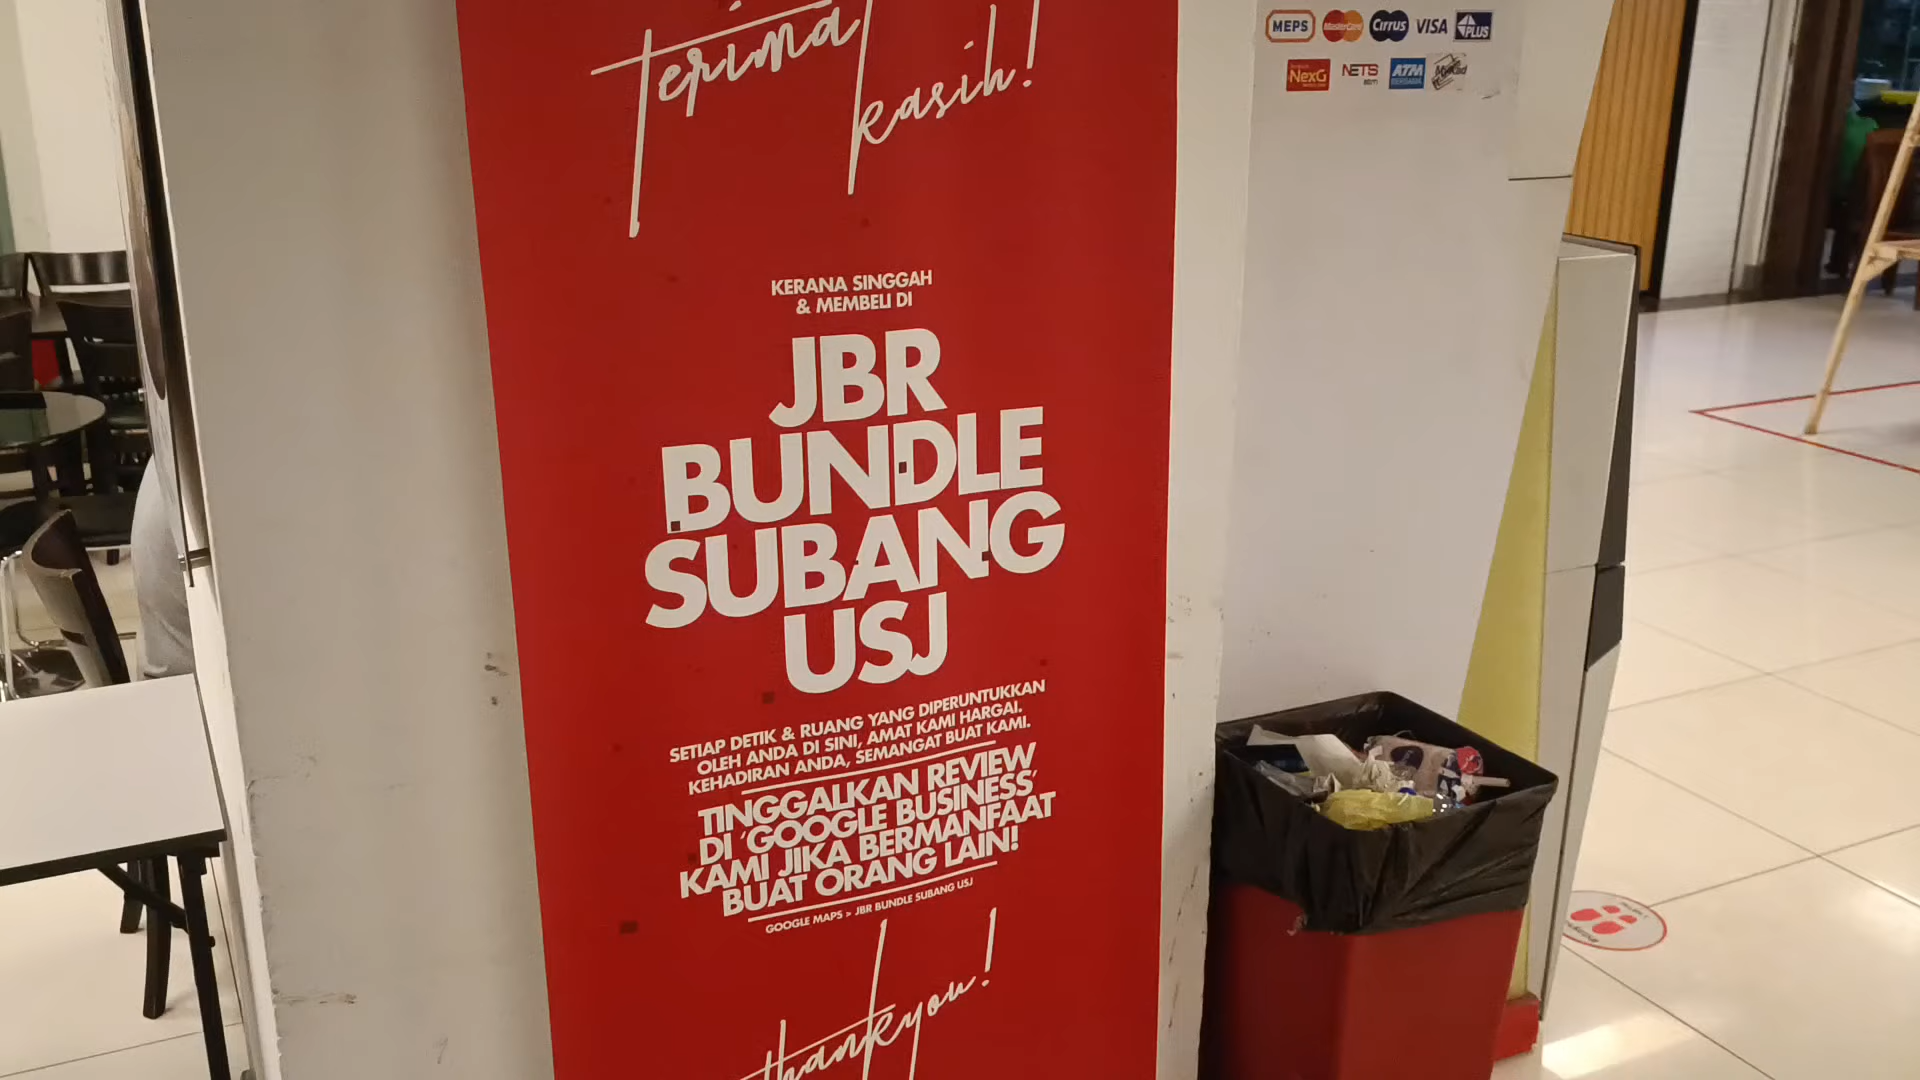 terima
kasih!
KERANA SINGGAH
& MEMBELI DI
JBR
BUNDLE
SUBANG
USJ
SETIAP DETIK & RUANG YANG DIPERUNTUKKAN
OLEH ANDA DI SINI, AMAT KAMI HARGAI.
KEHADIRAN ANDA, SEMANGAT BUAT KAMI.
TINGGALKAN REVIEW
DI 'GOOGLE BUSINESS'
KAMI JIKA BERMANFAAT
BUAT ORANG LAIN!
GOOGLE MAPS > JBR BUNDLE SUBANG USJ
thankyou!
MEPS MasterCard Cirrus VISA PLUS
NexG NETS ATM BERSAMA